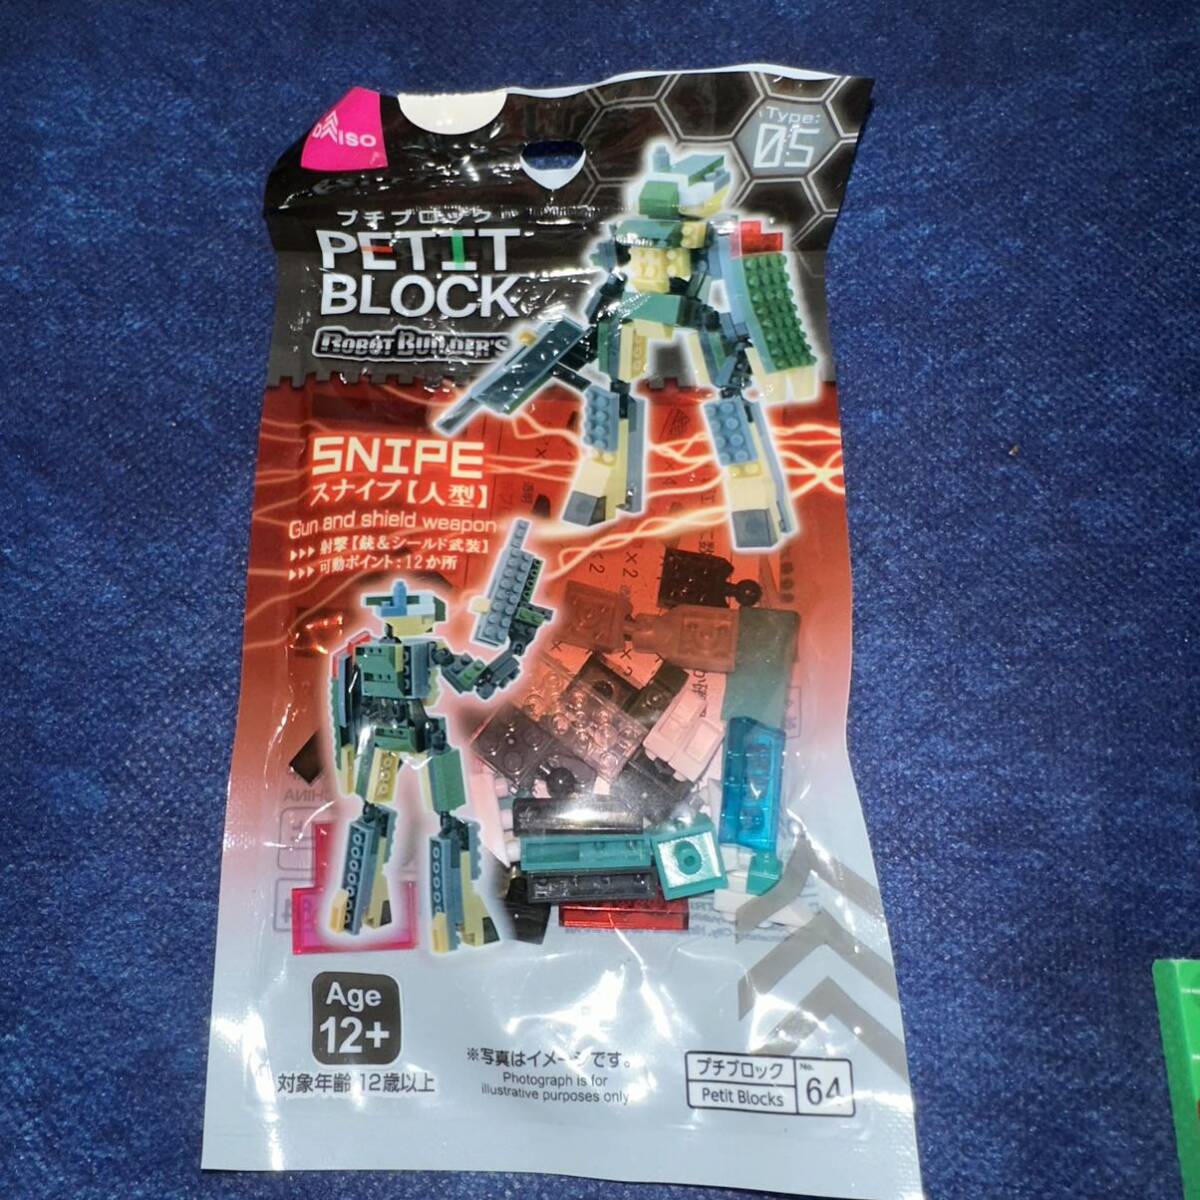 DAISO
Type:
05
プチブロック
PETIT
BLOCK
ROBOT BUILDER'S
SNIPE
スナイプ【人型】
Gun and shield weapon
射撃【銃&シールド武装】
可動ポイント:12か所
Age
12+
対象年齢 12歳以上
※写真はイメージです。
Photograph is for
illustrative purposes only
プチブロック
Petit Blocks
No.
64